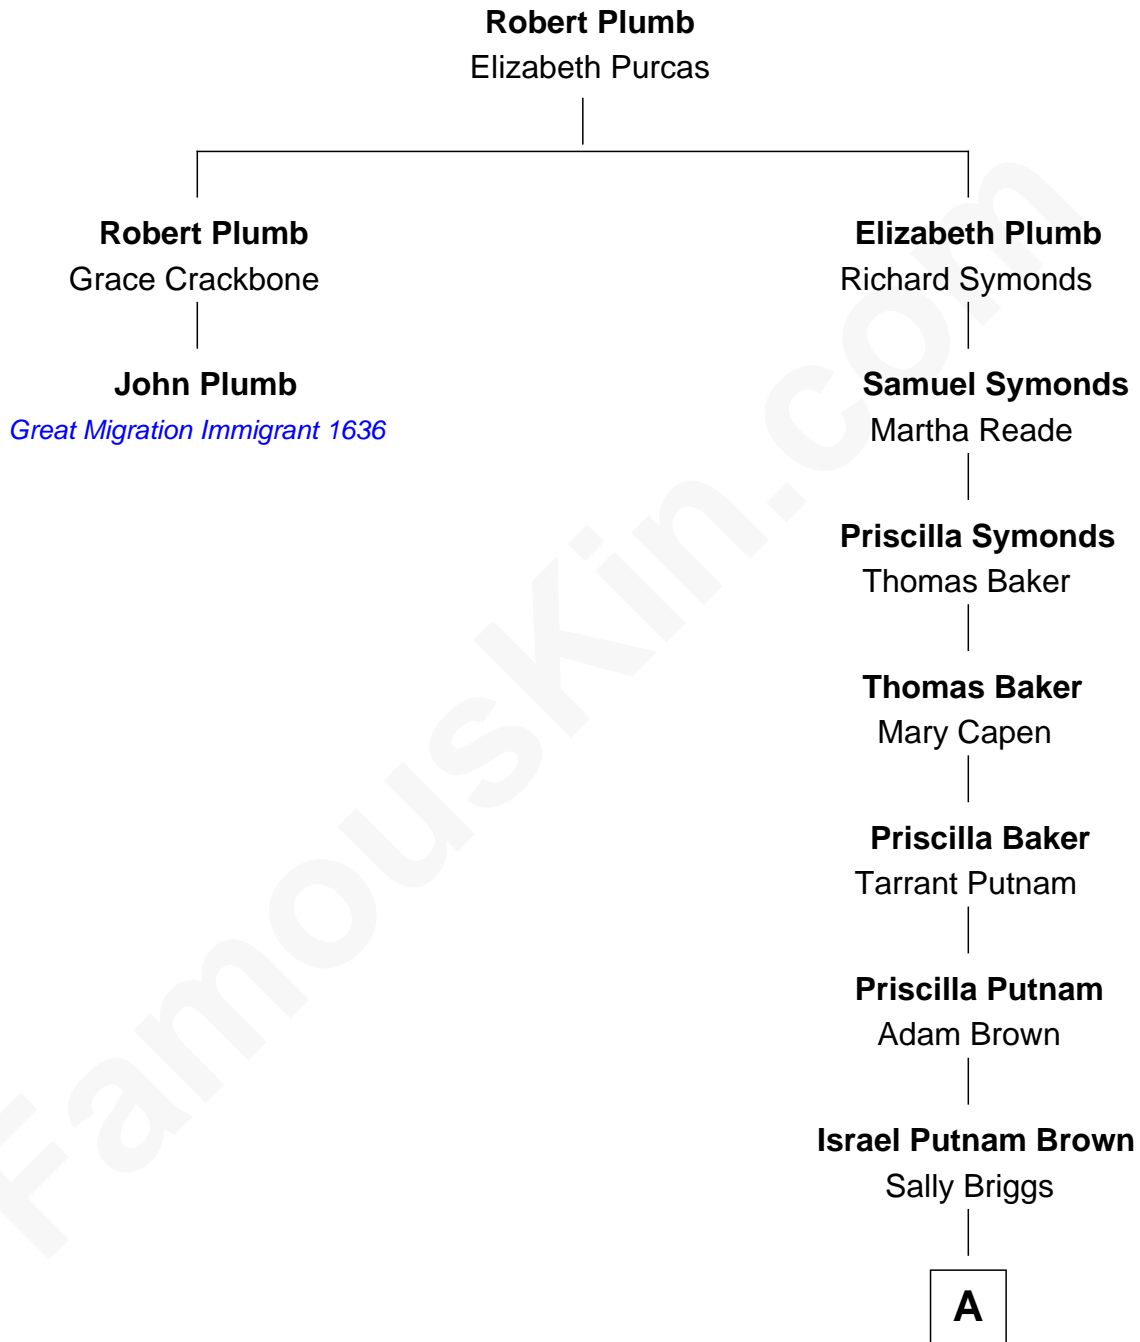 Robert Plumb
Elizabeth Purcas
Robert Plumb
Grace Crackbone
John Plumb
Great Migration Immigrant 1636
Elizabeth Plumb
Richard Symonds
Samuel Symonds
Martha Reade
Priscilla Symonds
Thomas Baker
Thomas Baker
Mary Capen
Priscilla Baker
Tarrant Putnam
Priscilla Putnam
Adam Brown
Israel Putnam Brown
Sally Briggs
A
FamousKin.com